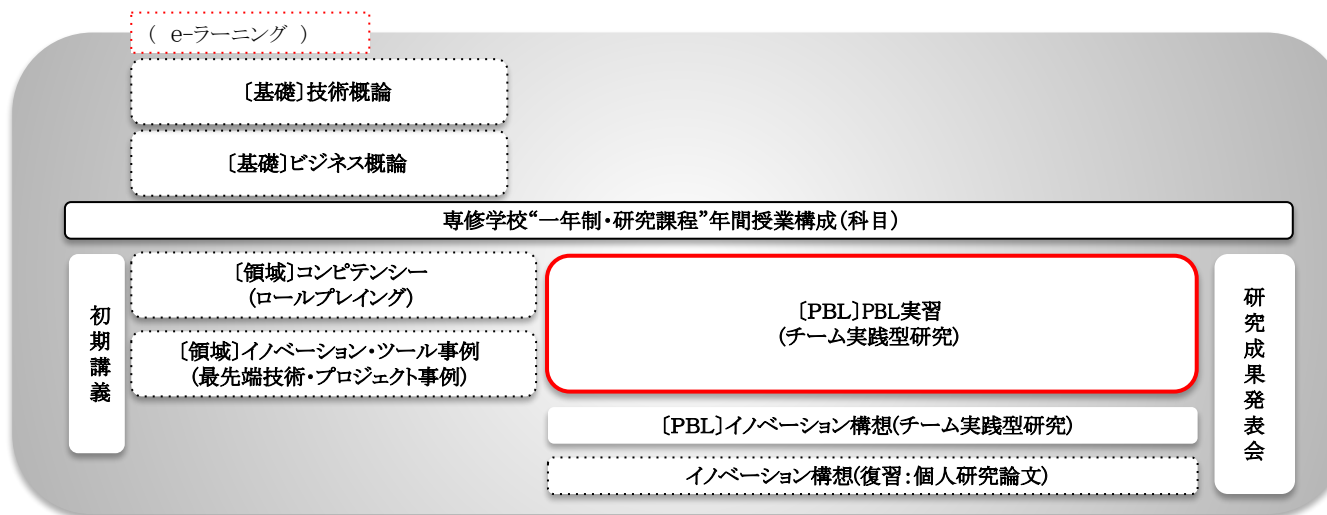 ( e-ラーニング )
〔基礎〕技術概論
〔基礎〕ビジネス概論
専修学校“一年制・研究課程”年間授業構成(科目)
初期講義
〔領域〕コンピテンシー
(ロールプレイング)
〔領域〕イノベーション・ツール事例
(最先端技術・プロジェクト事例)
〔PBL〕PBL実習
(チーム実践型研究)
〔PBL〕イノベーション構想(チーム実践型研究)
イノベーション構想(復習:個人研究論文)
研究成果発表会